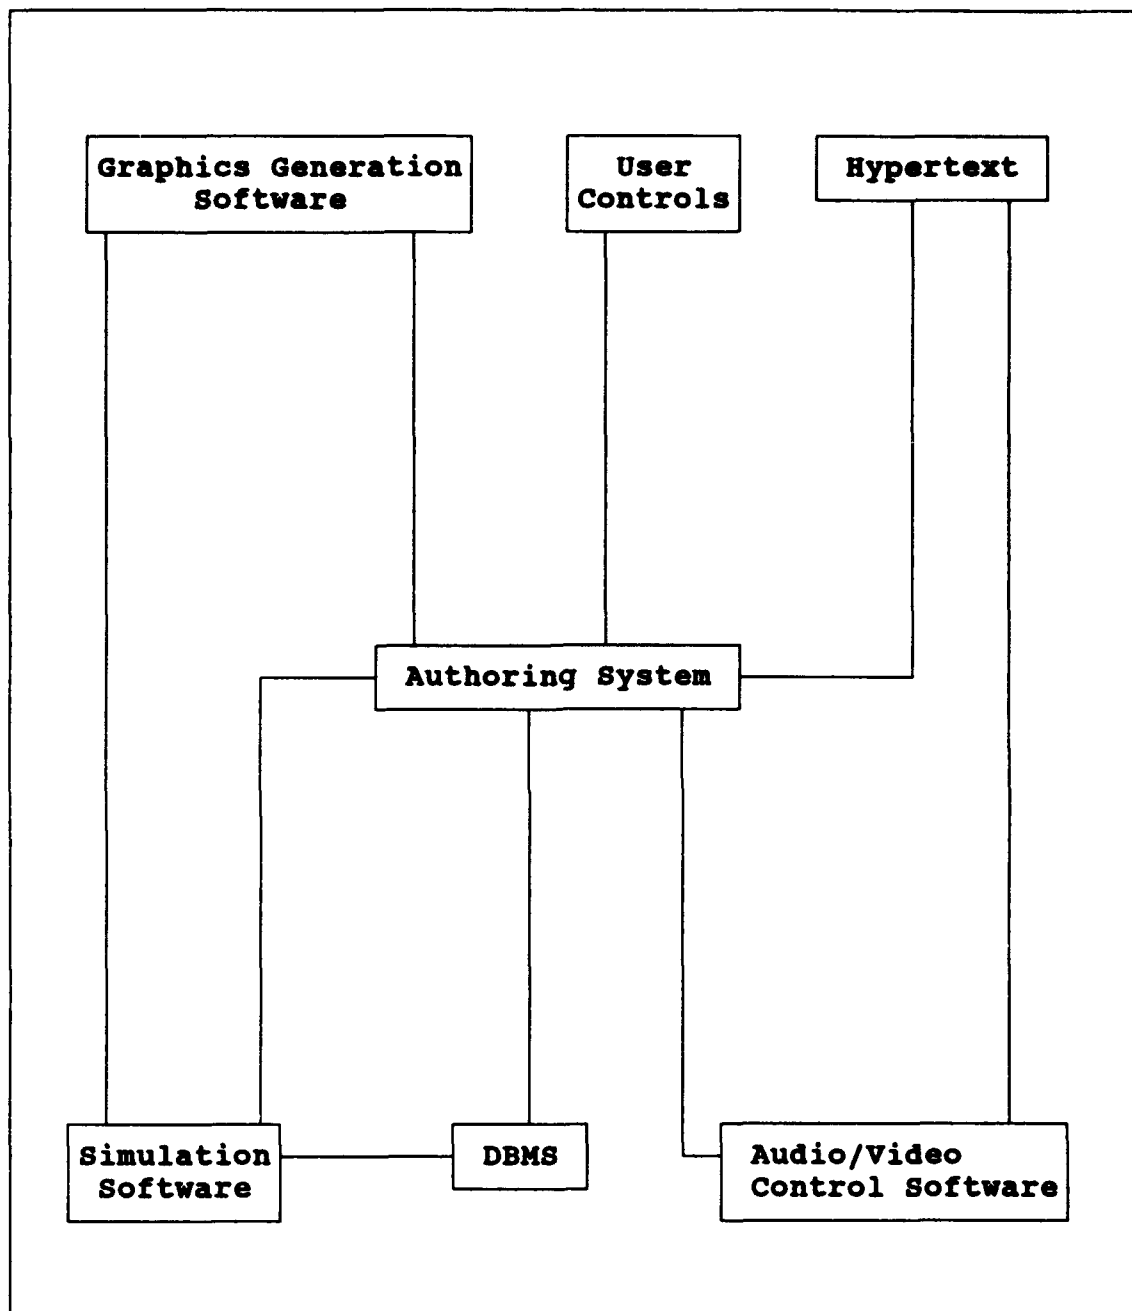 Graphics Generation
Software
User
Controls
Hypertext
Authoring System
Simulation
Software
DBMS
Audio/Video
Control Software